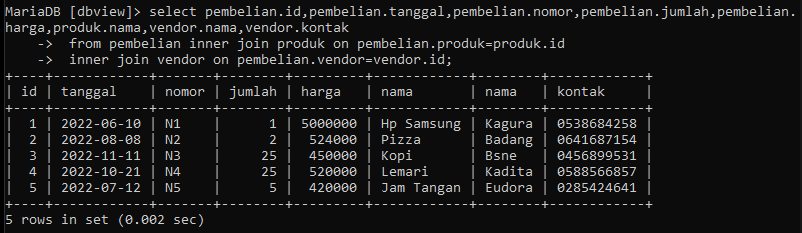 MariaDB [dbview]> select pembelian.id,pembelian.tanggal,pembelian.nomor,pembelian.jumlah,pembelian.
harga,produk.nama,vendor.nama,vendor.kontak
    ->  from pembelian inner join produk on pembelian.produk=produk.id
    ->  inner join vendor on pembelian.vendor=vendor.id;
+----+------------+-------+--------+---------+------------+--------+------------+
| id | tanggal    | nomor | jumlah | harga   | nama       | nama   | kontak     |
+----+------------+-------+--------+---------+------------+--------+------------+
|  1 | 2022-06-10 | N1    |      1 | 5000000 | Hp Samsung | Kagura | 0538684258 |
|  2 | 2022-08-08 | N2    |      2 |  524000 | Pizza      | Badang | 0641687154 |
|  3 | 2022-11-11 | N3    |     25 |  450000 | Kopi       | Bsne   | 0456899531 |
|  4 | 2022-10-21 | N4    |     25 |  520000 | Lemari     | Kadita | 0588566857 |
|  5 | 2022-07-12 | N5    |      5 |  420000 | Jam Tangan | Eudora | 0285424641 |
+----+------------+-------+--------+---------+------------+--------+------------+
5 rows in set (0.002 sec)